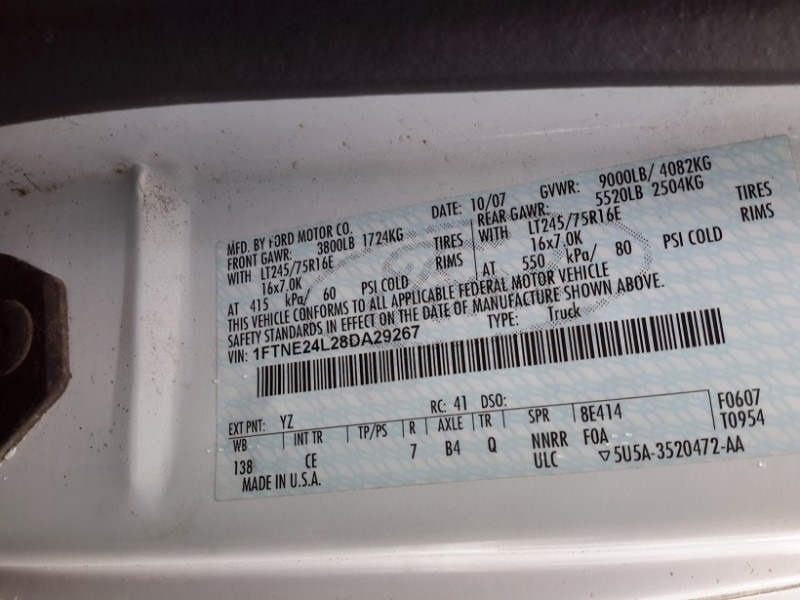 MFD. BY FORD MOTOR CO.
DATE: 10/07 GVWR: 9000LB/ 4082KG
FRONT GAWR: 3800LB 1724KG
REAR GAWR: 5520LB 2504KG
WITH LT245/75R16E TIRES
WITH LT245/75R16E TIRES
16x7.0K RIMS
16x7.0K RIMS
AT 415 kPa/ 60 PSI COLD
AT 550 kPa/ 80 PSI COLD
THIS VEHICLE CONFORMS TO ALL APPLICABLE FEDERAL MOTOR VEHICLE
SAFETY STANDARDS IN EFFECT ON THE DATE OF MANUFACTURE SHOWN ABOVE.
VIN: 1FTNE24L28DA29267 TYPE: Truck
EXT PNT: YZ RC: 41 DSO: F0607
WB INT TR TP/PS R AXLE TR SPR 8E414 T0954
138 CE 7 B4 Q NNRR F0A
MADE IN U.S.A. ULC ▽5U5A-3520472-AA